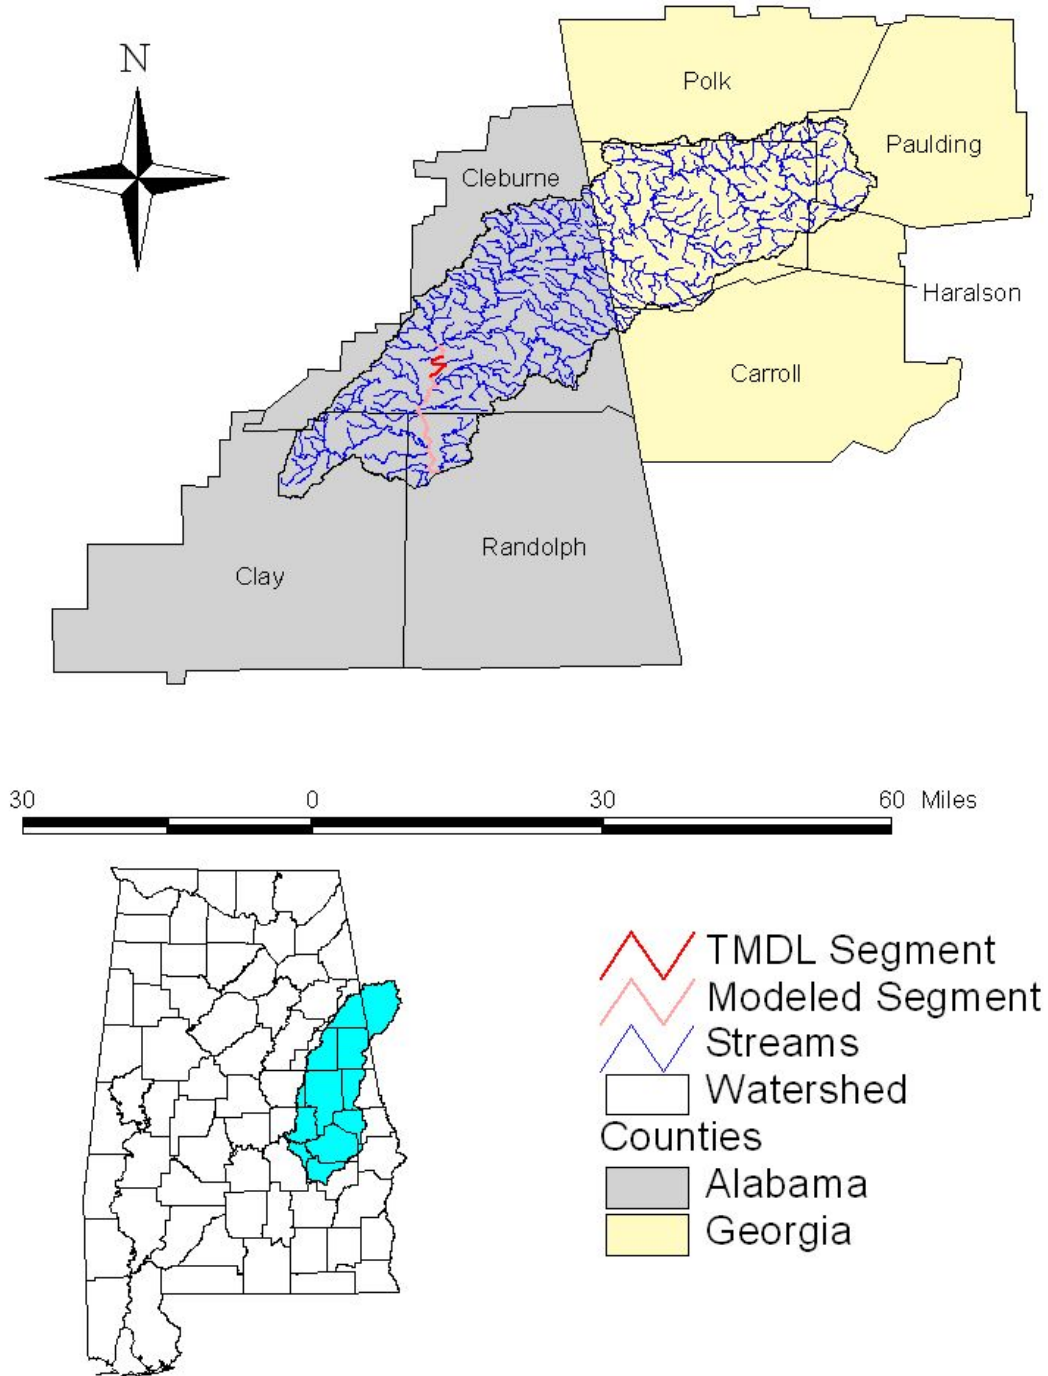 N
Polk
Paulding
Cleburne
Haralson
Carroll
Randolph
Clay
30 0 30 60 Miles
TMDL Segment
Modeled Segment
Streams
Watershed
Counties
Alabama
Georgia